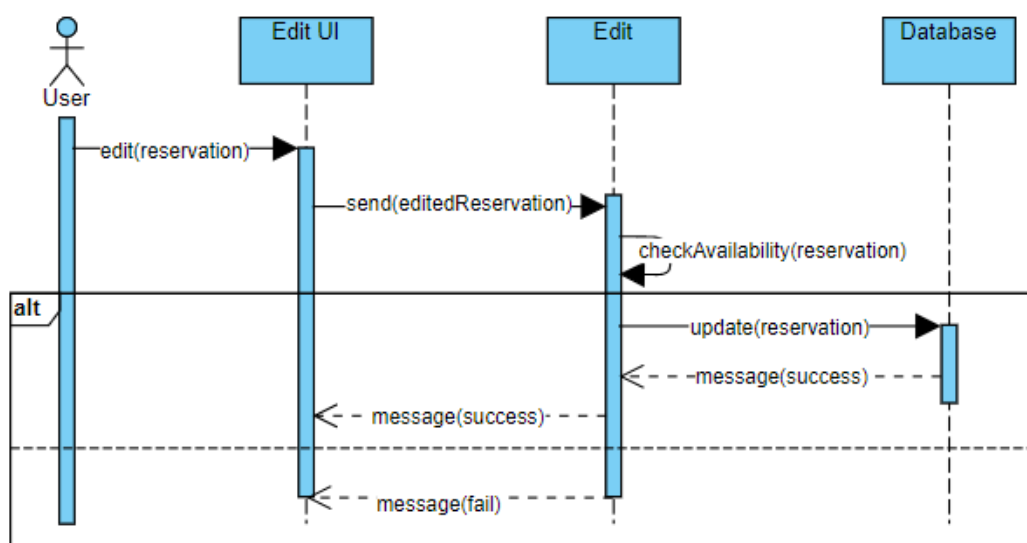 Edit UI
Edit
Database
User
edit(reservation)
send(editedReservation)
checkAvailability(reservation)
alt
update(reservation)
message(success)
message(success)
message(fail)